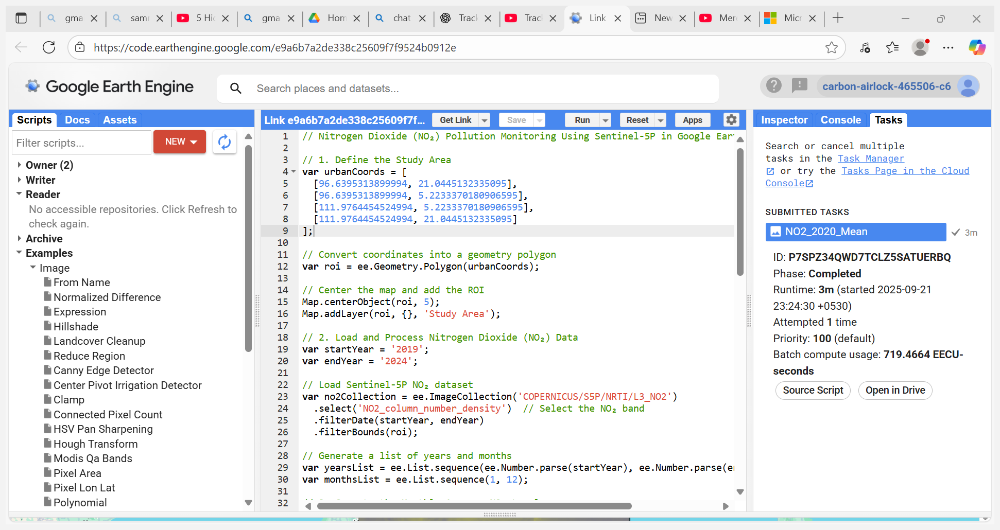 gma
sam
5 Hic
gma
Hom
chat
Track
Track
Link
New
Mer
Micr
https://code.earthengine.google.com/e9a6b7a2de338c25609f7f9524b0912e
Google Earth Engine
Search places and datasets...
carbon-airlock-465506-c6
Scripts Docs Assets
Filter scripts...
NEW
Owner (2)
Writer
Reader
No accessible repositories. Click Refresh to
check again.
Archive
Examples
Image
From Name
Normalized Difference
Expression
Hillshade
Landcover Cleanup
Reduce Region
Canny Edge Detector
Center Pivot Irrigation Detector
Clamp
Connected Pixel Count
HSV Pan Sharpening
Hough Transform
Modis Qa Bands
Pixel Area
Pixel Lon Lat
Polynomial
Link e9a6b7a2de338c25609f7f... Get Link Save Run Reset Apps
1 // Nitrogen Dioxide (NO₂) Pollution Monitoring Using Sentinel-5P in Google Ear
2
3 // 1. Define the Study Area
4 var urbanCoords = [
5 [96.6395313899994, 21.0445132335095],
6 [96.6395313899994, 5.2233370180906595],
7 [111.9764454524994, 5.2233370180906595],
8 [111.9764454524994, 21.0445132335095]
9 ];
10
11 // Convert coordinates into a geometry polygon
12 var roi = ee.Geometry.Polygon(urbanCoords);
13
14 // Center the map and add the ROI
15 Map.centerObject(roi, 5);
16 Map.addLayer(roi, {}, 'Study Area');
17
18 // 2. Load and Process Nitrogen Dioxide (NO₂) Data
19 var startYear = '2019';
20 var endYear = '2024';
21
22 // Load Sentinel-5P NO₂ dataset
23 var no2Collection = ee.ImageCollection('COPERNICUS/S5P/NRTI/L3_NO2')
24 .select('NO2_column_number_density') // Select the NO₂ band
25 .filterDate(startYear, endYear)
26 .filterBounds(roi);
27
28 // Generate a list of years and months
29 var yearsList = ee.List.sequence(ee.Number.parse(startYear), ee.Number.parse(e
30 var monthsList = ee.List.sequence(1, 12);
31
32
Inspector Console Tasks
Search or cancel multiple
tasks in the Task Manager
or try the Tasks Page in the Cloud
Console
SUBMITTED TASKS
NO2_2020_Mean 3m
ID: P7SPZ34QWD7TCLZ5SATUERBQ
Phase: Completed
Runtime: 3m (started 2025-09-21
23:24:30 +0530)
Attempted 1 time
Priority: 100 (default)
Batch compute usage: 719.4664 EECU-
seconds
Source Script Open in Drive